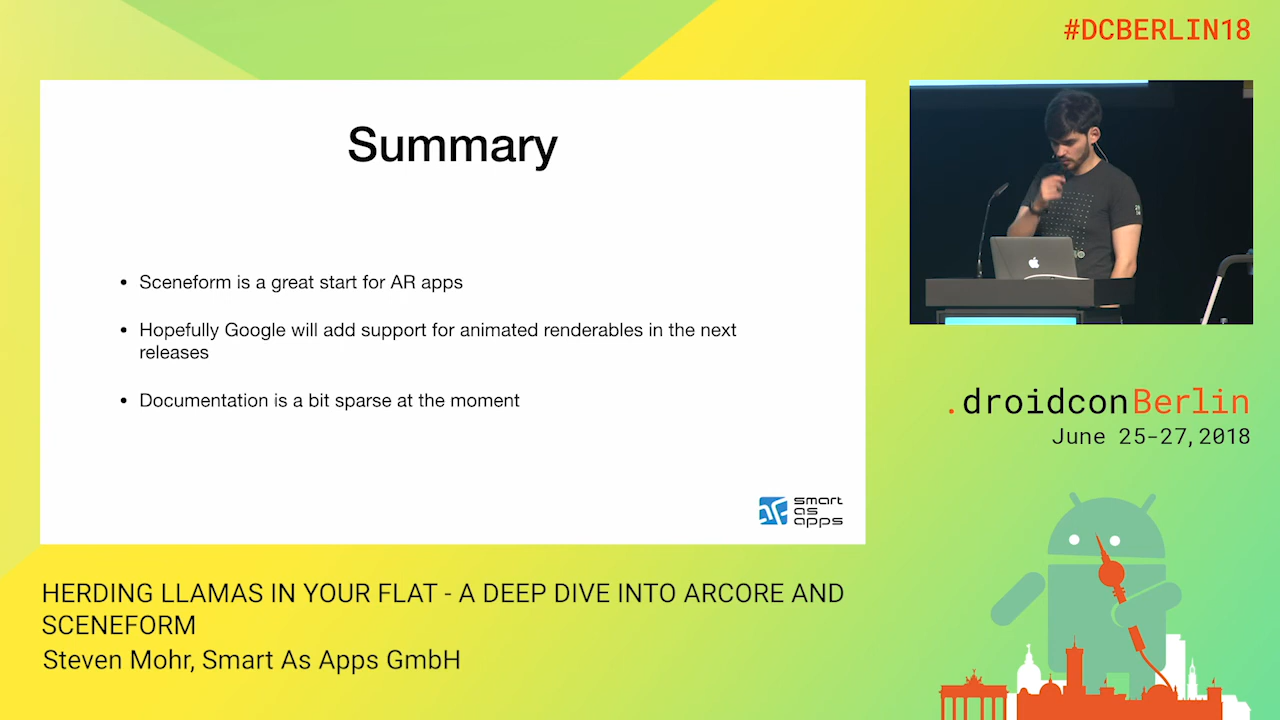 #DCBERLIN18
Summary
• Sceneform is a great start for AR apps
• Hopefully Google will add support for animated renderables in the next
releases
• Documentation is a bit sparse at the moment
smart
as
apps
.droidconBerlin
June 25-27, 2018
HERDING LLAMAS IN YOUR FLAT - A DEEP DIVE INTO ARCORE AND
SCENEFORM
Steven Mohr, Smart As Apps GmbH